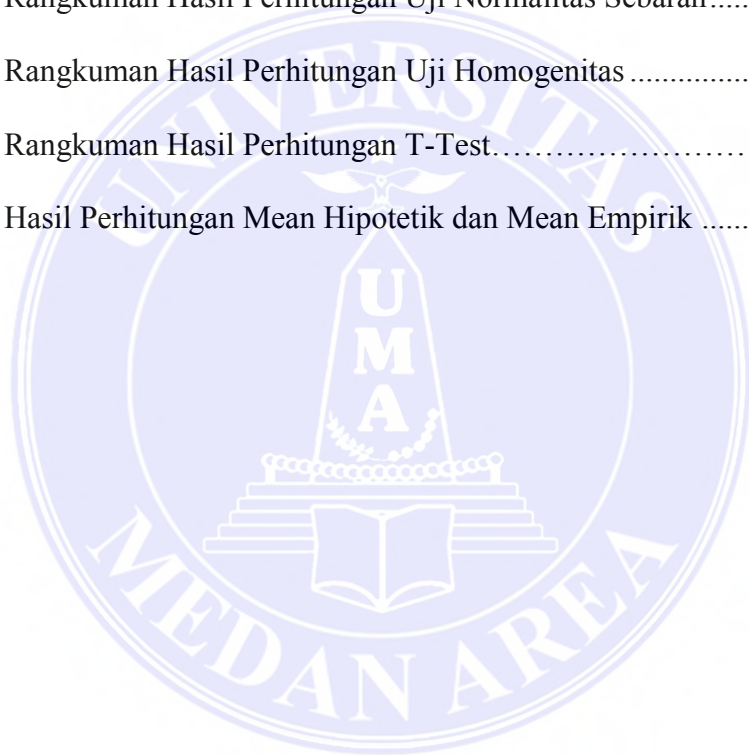 Rangkuman Hasil Perhitungan Uji Normalitas Sebaran.....
Rangkuman Hasil Perhitungan Uji Homogenitas ...............
Rangkuman Hasil Perhitungan T-Test……………………
Hasil Perhitungan Mean Hipotetik dan Mean Empirik ......
UNIVERSITAS
U
M
A
MEDAN AREA